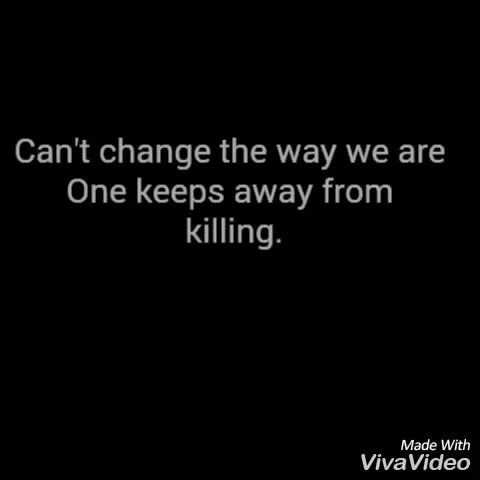 Can't change the way we are
One keeps away from
killing.
Made With
VivaVideo